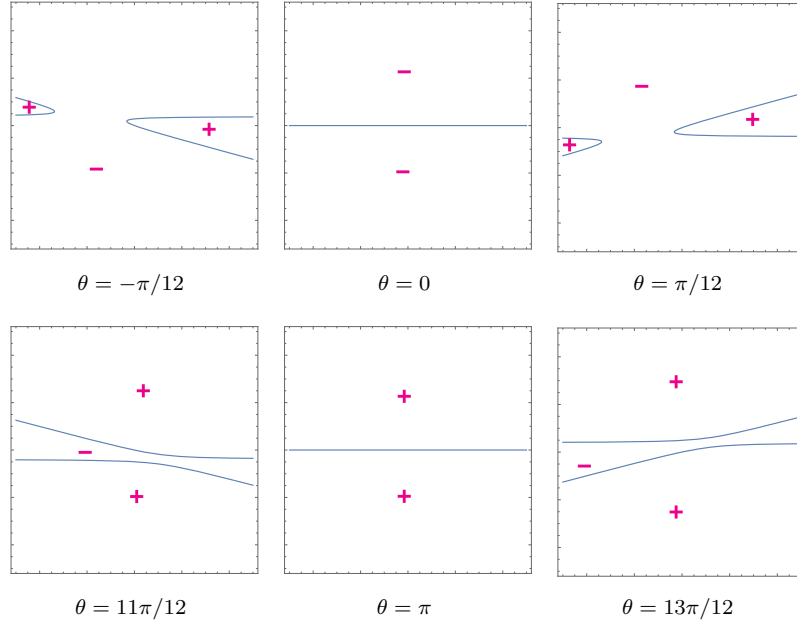 θ = −π/12
θ = 0
θ = π/12
θ = 11π/12
θ = π
θ = 13π/12